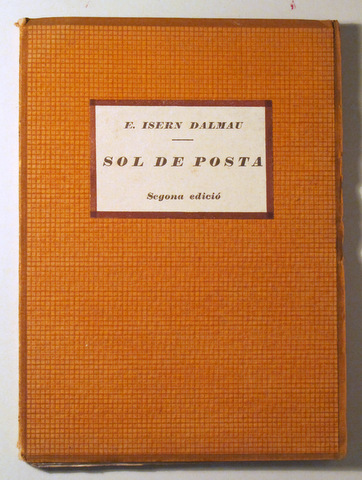 E. ISERN DALMAU
SOL DE POSTA
Segona edició